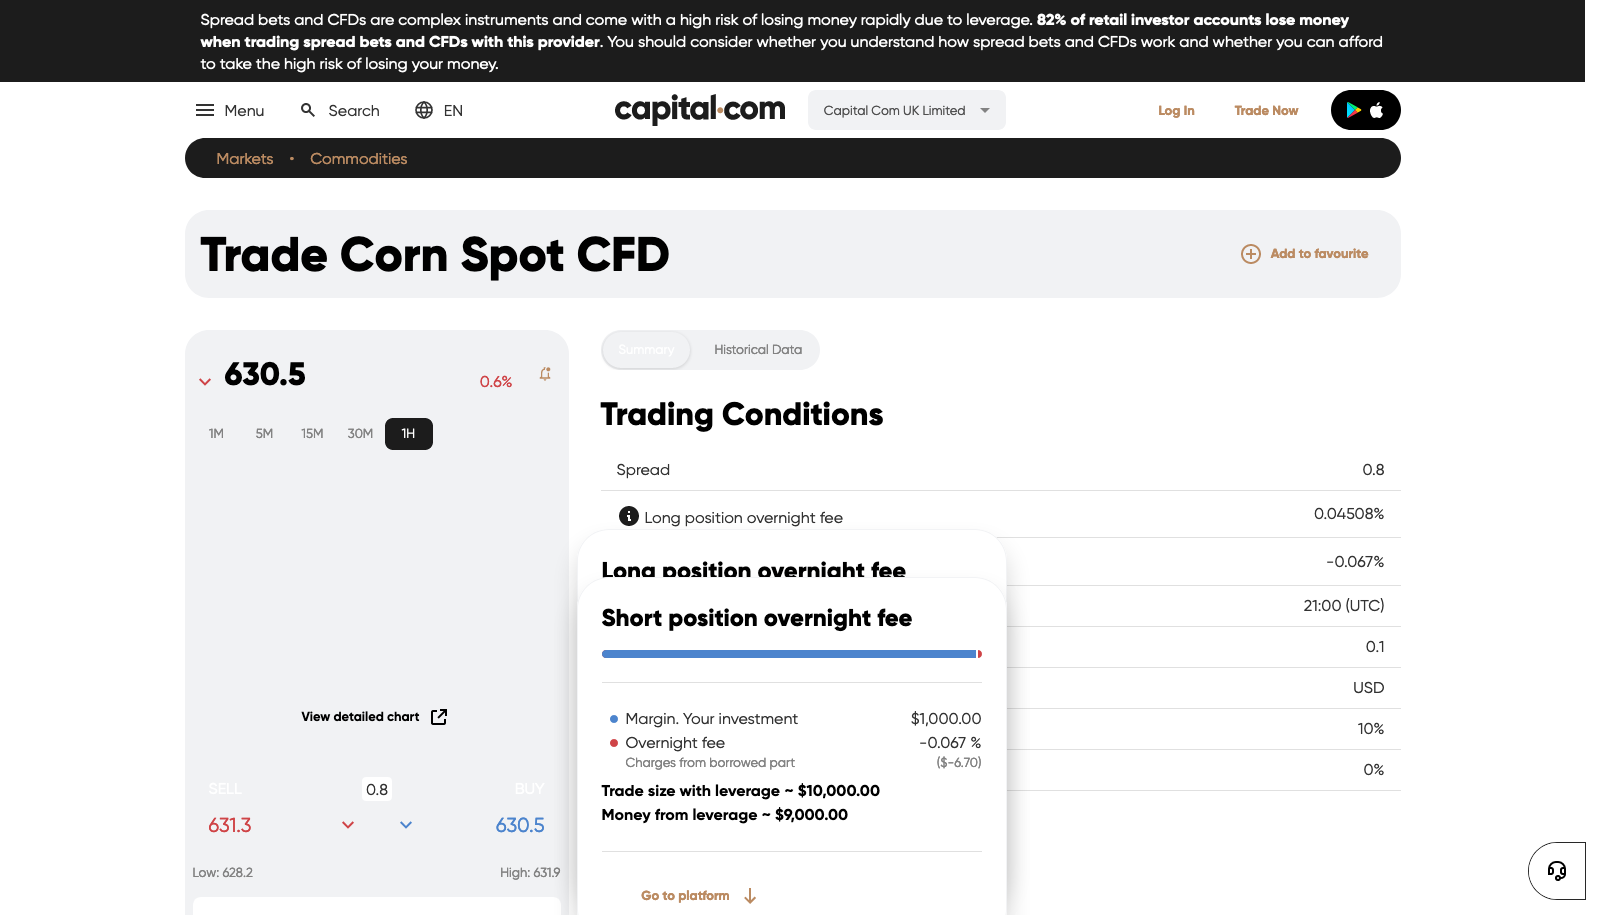 Spread bets and CFDs are complex instruments and come with a high risk of losing money rapidly due to leverage. 82% of retail investor accounts lose money
when trading spread bets and CFDs with this provider. You should consider whether you understand how spread bets and CFDs work and whether you can afford
to take the high risk of losing your money.
Menu Search EN capital.com Capital Com UK Limited Log In Trade Now
Markets • Commodities
Trade Corn Spot CFD
Add to favourite
630.5 0.6%
1M 5M 15M 30M 1H
View detailed chart
SELL 0.8 BUY
631.3 630.5
Low: 628.2 High: 631.9
Summary Historical Data
Trading Conditions
Spread 0.8
Long position overnight fee 0.04508%
-0.067%
21:00 (UTC)
0.1
USD
10%
0%
Long position overnight fee
Short position overnight fee
Margin. Your investment $1,000.00
Overnight fee -0.067 %
Charges from borrowed part ($-6.70)
Trade size with leverage ~ $10,000.00
Money from leverage ~ $9,000.00
Go to platform